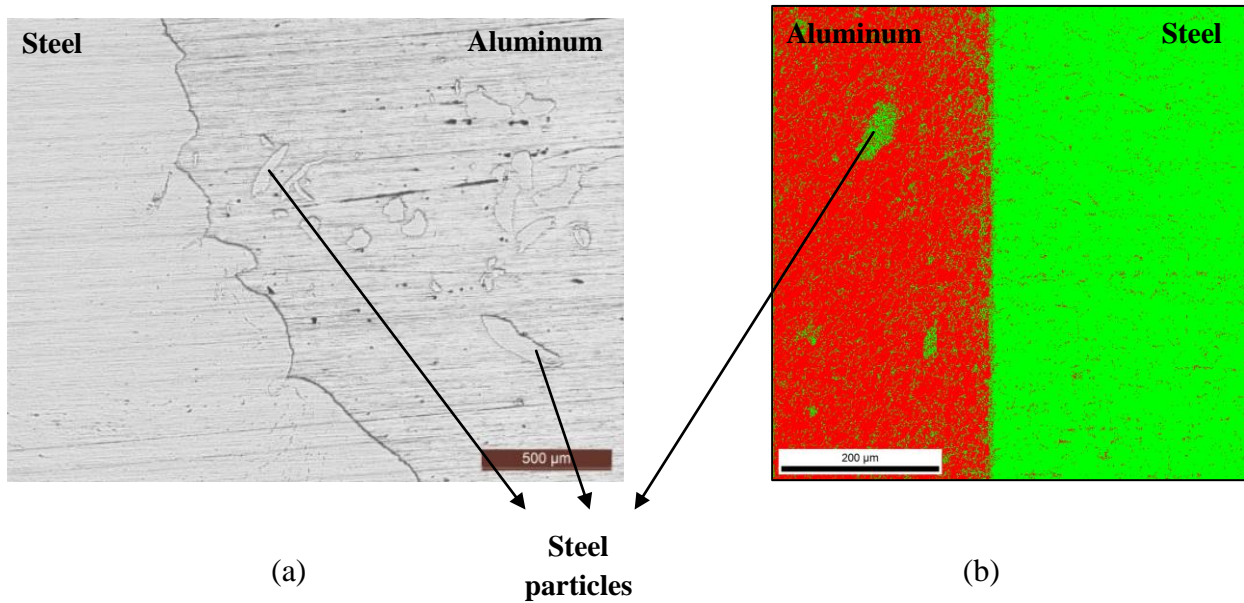 Steel
Aluminum
500 µm
Aluminum
Steel
200 µm
Steel
particles
(a)
(b)